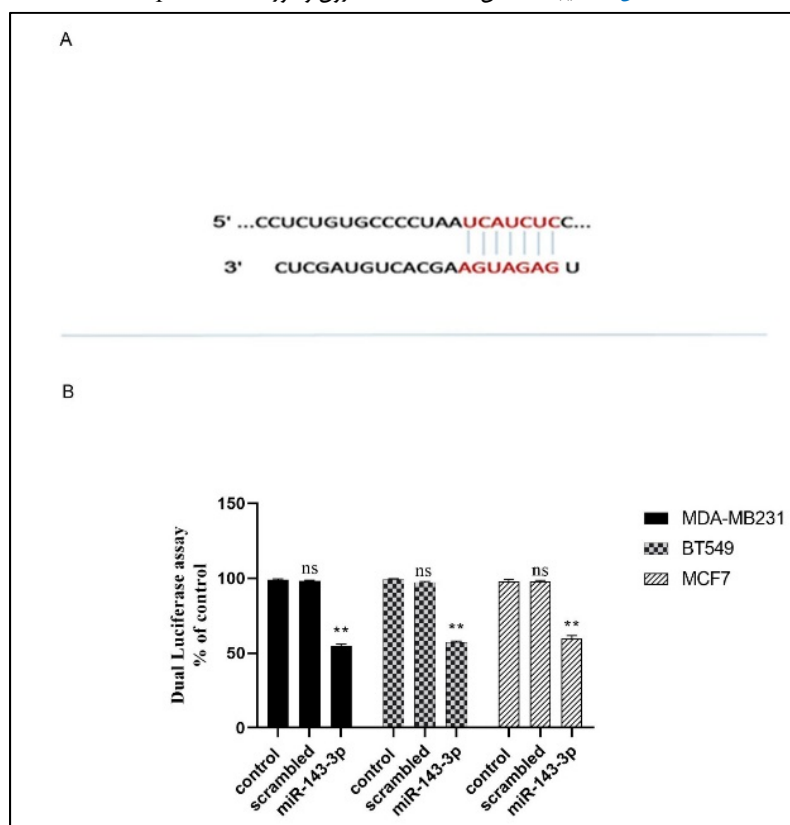 A
5' ...CCUCUGUGCCCCUAAUCAUCUCC...
3' CUCGAUGUCACGAAGUAGAG U
B
Dual Luciferase assay
% of control
150
100
50
0
ns
**
ns
**
ns
**
control
scrambled
miR-143-3p
control
scrambled
miR-143-3p
control
scrambled
miR-143-3p
MDA-MB231
BT549
MCF7